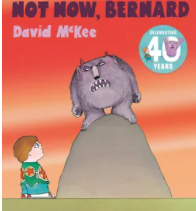 NOT NOW, BERNARD
David McKee
CELEBRATING
40
YEARS